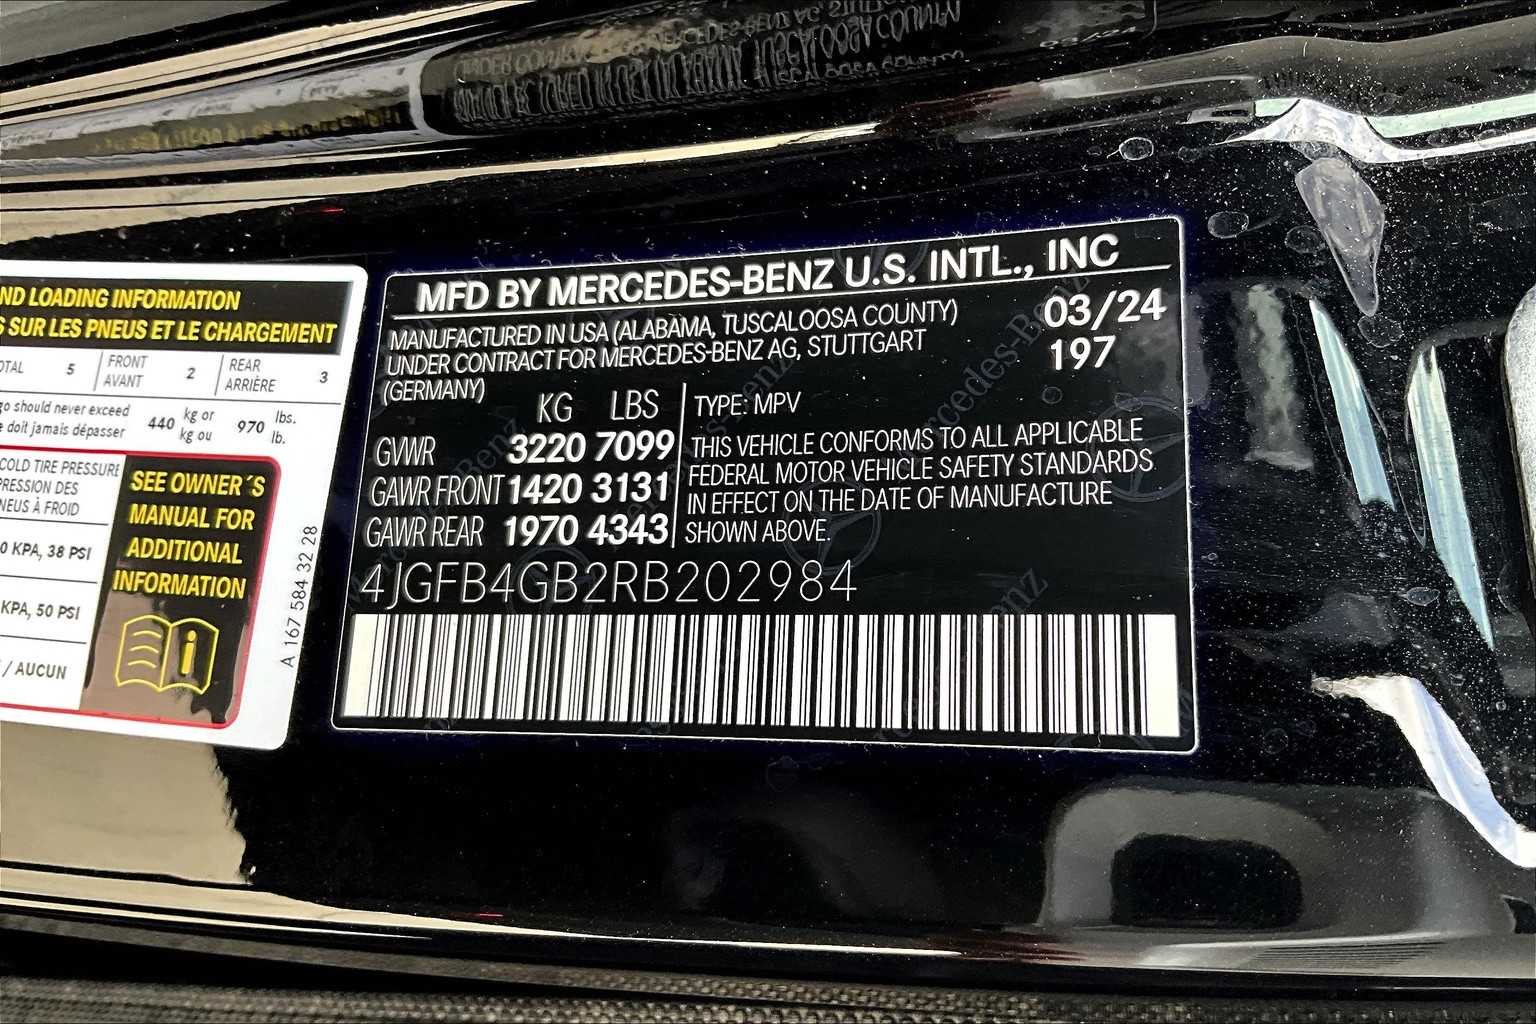 ND LOADING INFORMATION
S SUR LES PNEUS ET LE CHARGEMENT
OTAL 5 FRONT 2 REAR 3
AVANT ARRIÈRE
go should never exceed 440 kg or 970 lbs.
e doit jamais dépasser kg ou lb.
COLD TIRE PRESSURE
PRESSION DES
NEUS À FROID
0 KPA, 38 PSI
KPA, 50 PSI
/ AUCUN
SEE OWNER´S
MANUAL FOR
ADDITIONAL
INFORMATION
A 167 584 32 28
MFD BY MERCEDES-BENZ U.S. INTL., INC
MANUFACTURED IN USA (ALABAMA, TUSCALOOSA COUNTY)
UNDER CONTRACT FOR MERCEDES-BENZ AG, STUTTGART
(GERMANY)
03/24
197
KG LBS
GVWR 3220 7099
GAWR FRONT 1420 3131
GAWR REAR 1970 4343
TYPE: MPV
THIS VEHICLE CONFORMS TO ALL APPLICABLE
FEDERAL MOTOR VEHICLE SAFETY STANDARDS
IN EFFECT ON THE DATE OF MANUFACTURE
SHOWN ABOVE.
4JGFB4GB2RB202984